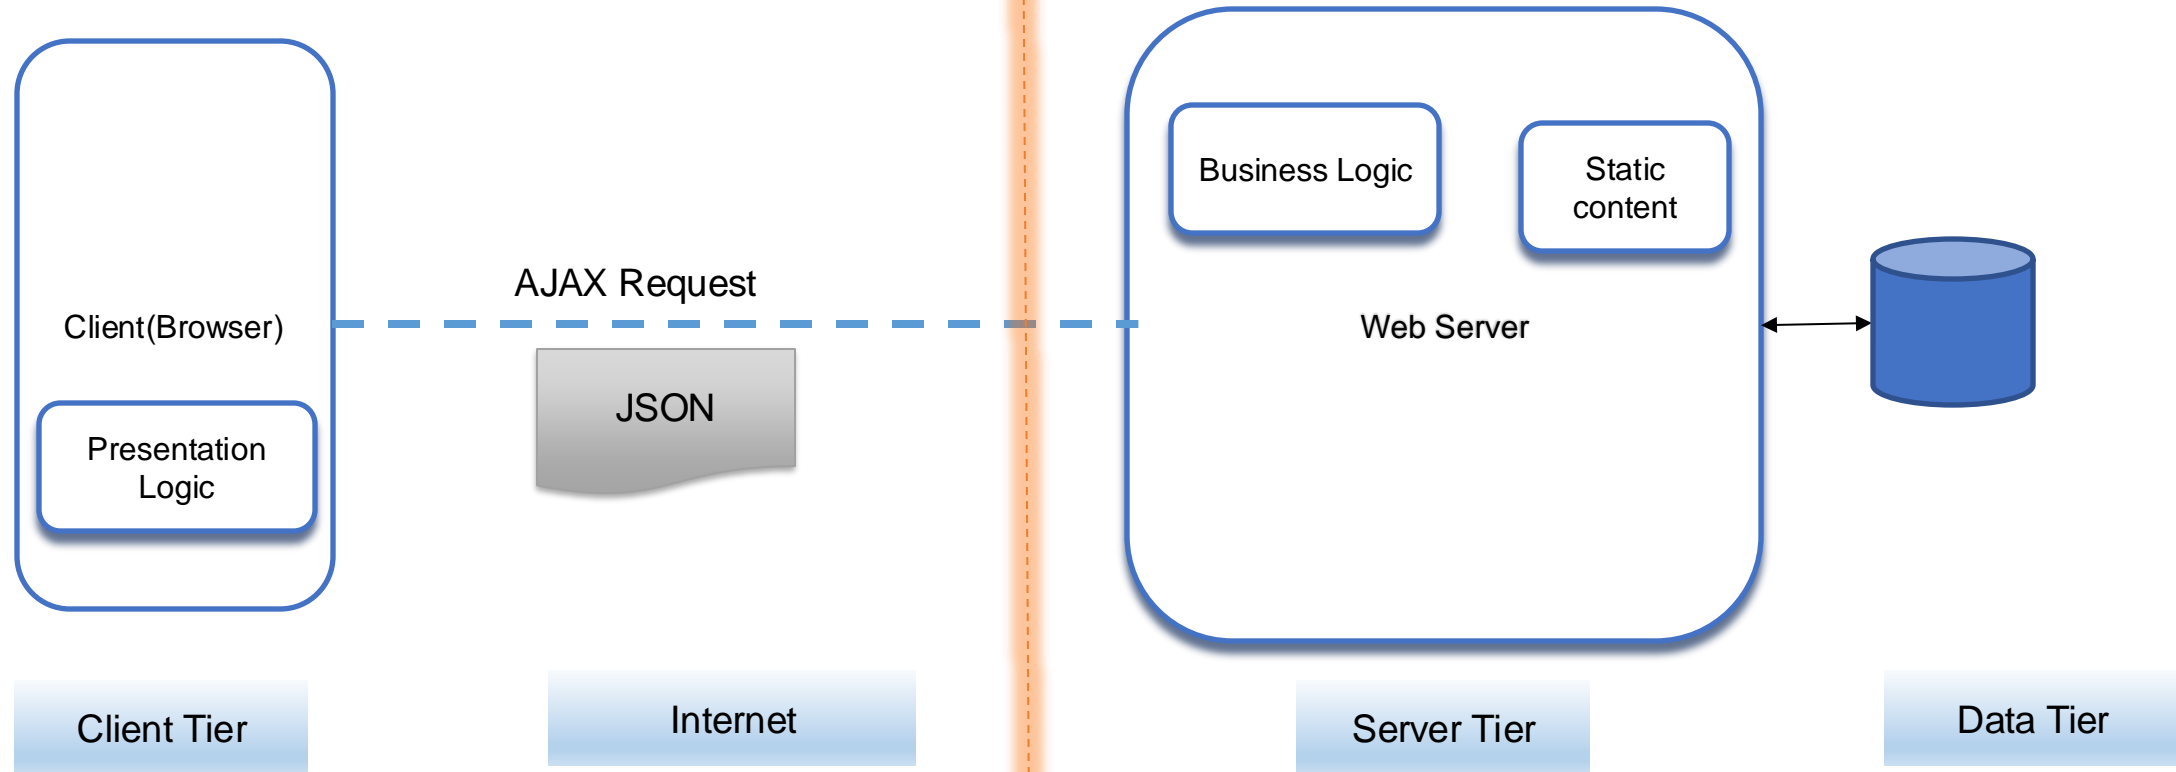 Client(Browser)
Presentation
Logic
AJAX Request
JSON
Business Logic
Static
content
Web Server
Client Tier
Internet
Server Tier
Data Tier